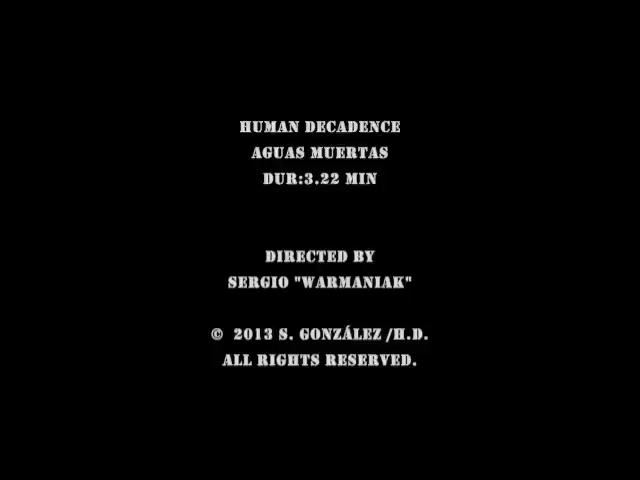 HUMAN DECADENCE
AGUAS MUERTAS
DUR:3.22 MIN
DIRECTED BY
SERGIO "WARMANIAK"
© 2013 S. GONZÁLEZ /H.D.
ALL RIGHTS RESERVED.